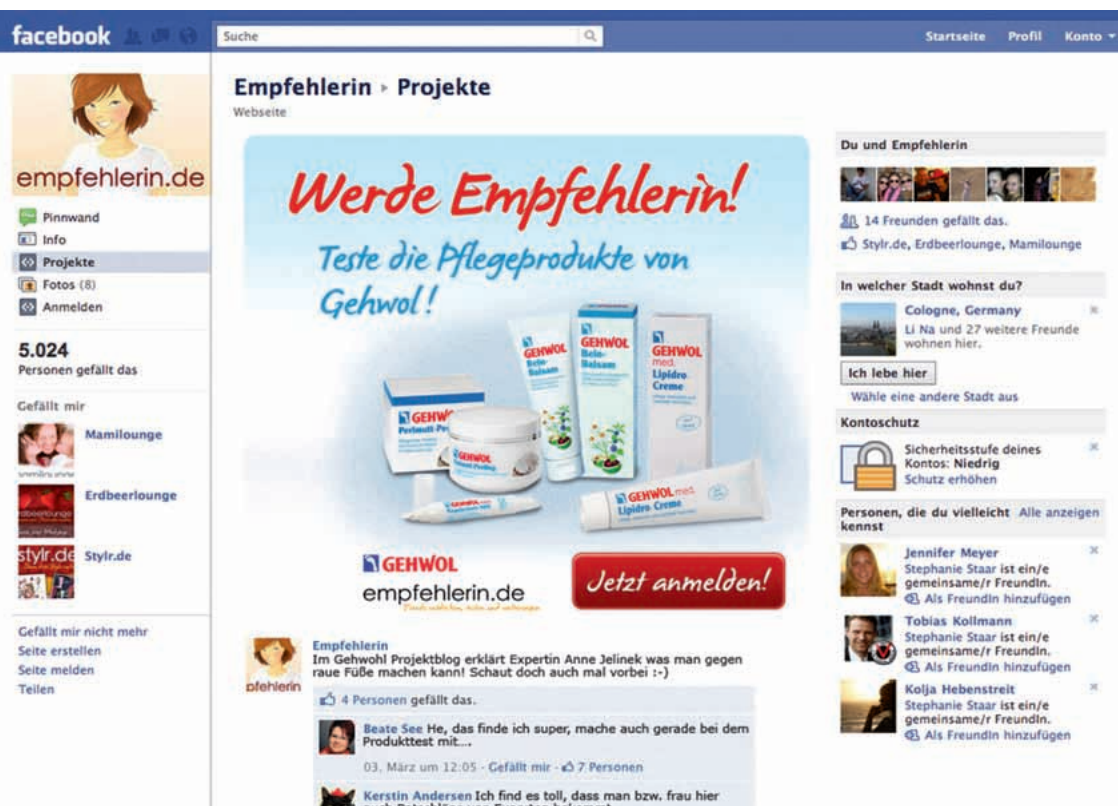 facebook
Suche
Startseite Profil Konto
empfehlerin.de
Pinnwand
Info
Projekte
Fotos (8)
Anmelden
5.024
Personen gefällt das
Gefällt mir
Mamilounge
Erdbeerlounge
stylr.de
Stylr.de
Gefällt mir nicht mehr
Seite erstellen
Seite melden
Teilen
Empfehlerin ▸ Projekte
Webseite
Werde Empfehlerin!
Teste die Pflegeprodukte von
Gehwol!
GEHWOL
Bein-
Balsam
GEHWOL
Bein-
Balsam
GEHWOL
med.
Lipidro-
Creme
GEHWOL
GEHWOL med.
Lipidro-Creme
GEHWOL
empfehlerin.de
Jetzt anmelden!
Empfehlerin
Im Gehwohl Projektblog erklärt Expertin Anne Jelinek was man gegen
raue Füße machen kann! Schaut doch auch mal vorbei :-)
pfehlerin
4 Personen gefällt das.
Beate See He, das finde ich super, mache auch gerade bei dem
Produkttest mit....
03. März um 12:05 · Gefällt mir · 7 Personen
Kerstin Andersen Ich find es toll, dass man bzw. frau hier
Du und Empfehlerin
14 Freunden gefällt das.
Stylr.de, Erdbeerlounge, Mamilounge
In welcher Stadt wohnst du?
Cologne, Germany
Li Na und 27 weitere Freunde
wohnen hier.
Ich lebe hier
Wähle eine andere Stadt aus
Kontoschutz
Sicherheitsstufe deines
Kontos: Niedrig
Schutz erhöhen
Personen, die du vielleicht Alle anzeigen
kennst
Jennifer Meyer
Stephanie Staar ist ein/e
gemeinsame/r FreundIn.
Als FreundIn hinzufügen
Tobias Kollmann
Stephanie Staar ist ein/e
gemeinsame/r FreundIn.
Als FreundIn hinzufügen
Kolja Hebenstreit
Stephanie Staar ist ein/e
gemeinsame/r FreundIn.
Als FreundIn hinzufügen